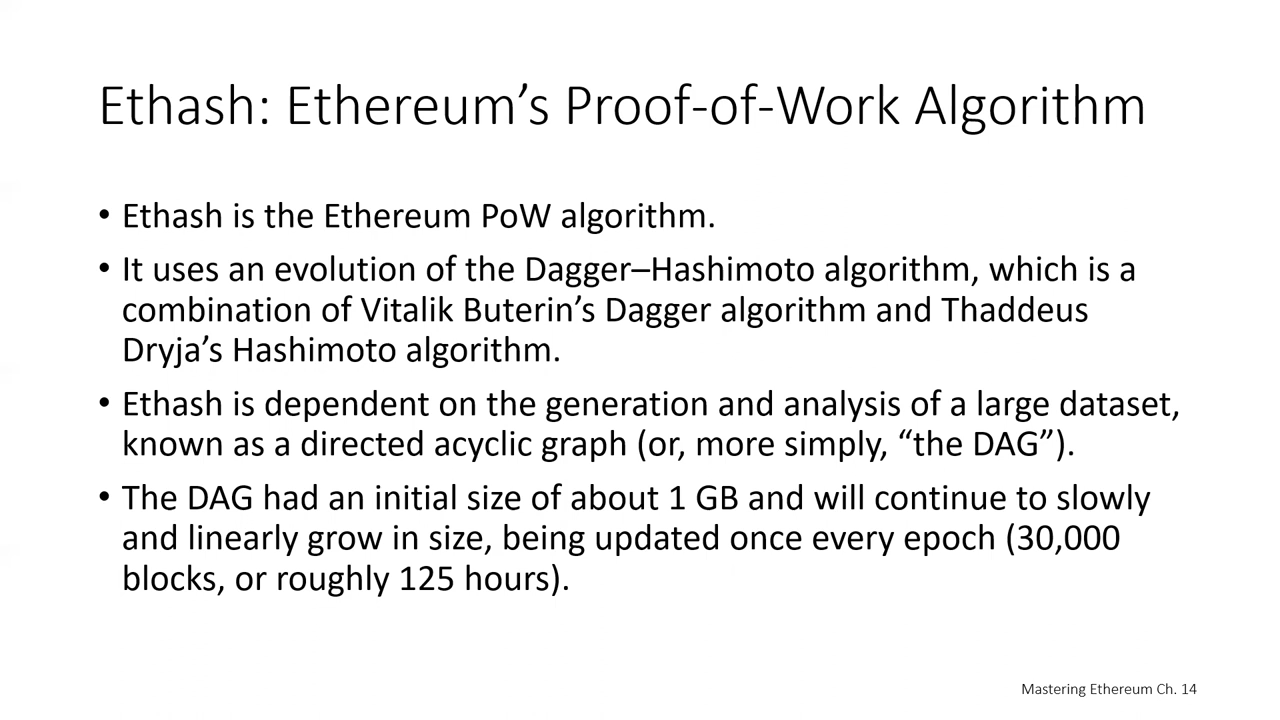 Ethash: Ethereum’s Proof-of-Work Algorithm
• Ethash is the Ethereum PoW algorithm.
• It uses an evolution of the Dagger–Hashimoto algorithm, which is a
combination of Vitalik Buterin’s Dagger algorithm and Thaddeus
Dryja’s Hashimoto algorithm.
• Ethash is dependent on the generation and analysis of a large dataset,
known as a directed acyclic graph (or, more simply, “the DAG”).
• The DAG had an initial size of about 1 GB and will continue to slowly
and linearly grow in size, being updated once every epoch (30,000
blocks, or roughly 125 hours).
Mastering Ethereum Ch. 14